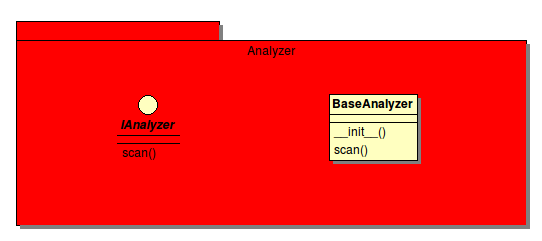 Analyzer
IAnalyzer
scan()
BaseAnalyzer
__init__()
scan()